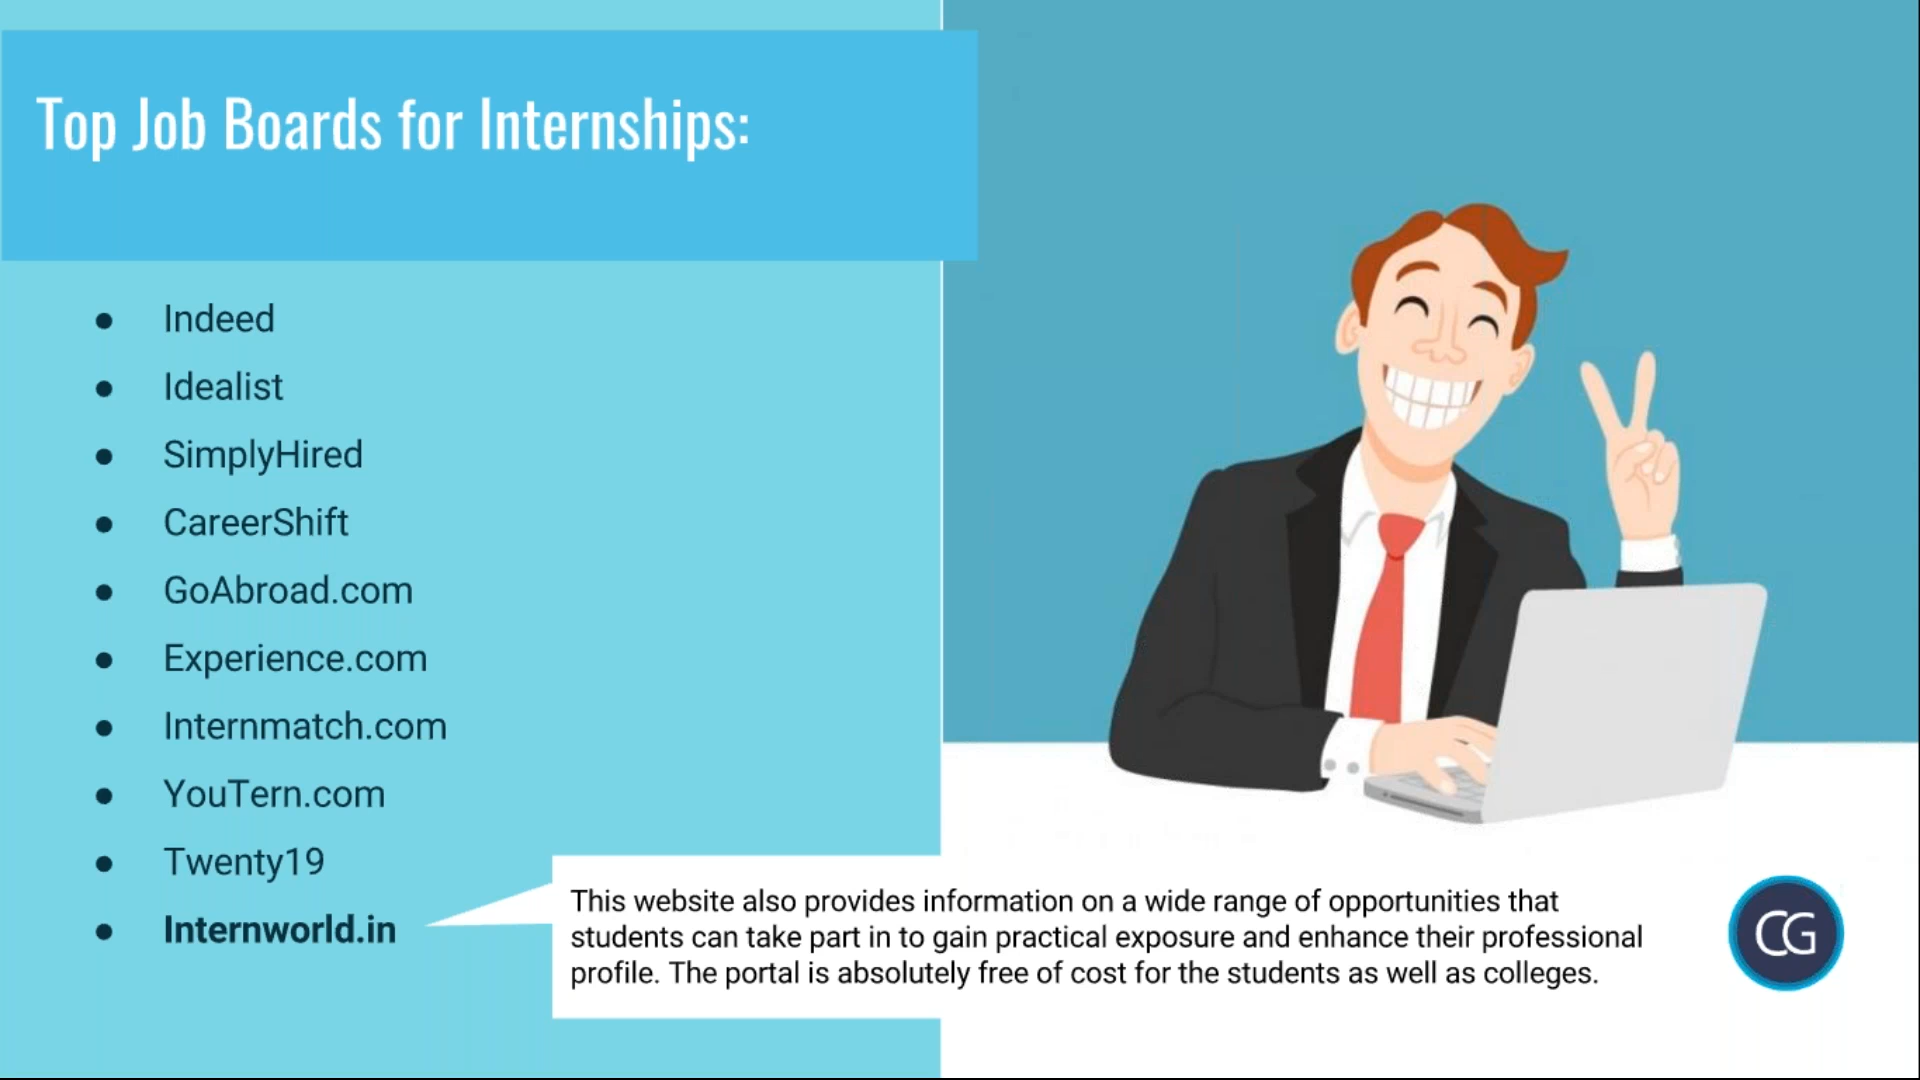 Top Job Boards for Internships:
● Indeed
● Idealist
● SimplyHired
● CareerShift
● GoAbroad.com
● Experience.com
● Internmatch.com
● YouTern.com
● Twenty19
● Internworld.in
This website also provides information on a wide range of opportunities that
students can take part in to gain practical exposure and enhance their professional
profile. The portal is absolutely free of cost for the students as well as colleges.
CG